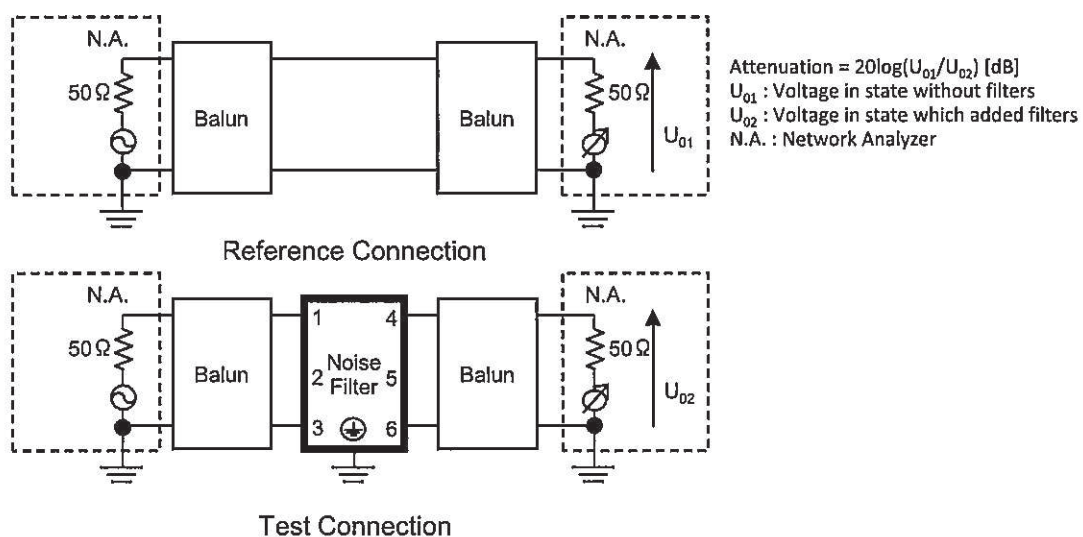 N.A.
50Ω
Balun
Balun
N.A.
50Ω
U01
Attenuation = 20log(U01/U02) [dB]
U01 : Voltage in state without filters
U02 : Voltage in state which added filters
N.A. : Network Analyzer
Reference Connection
N.A.
50Ω
Balun
1 4
2 Noise Filter 5
3 6
Balun
N.A.
50Ω
U02
Test Connection